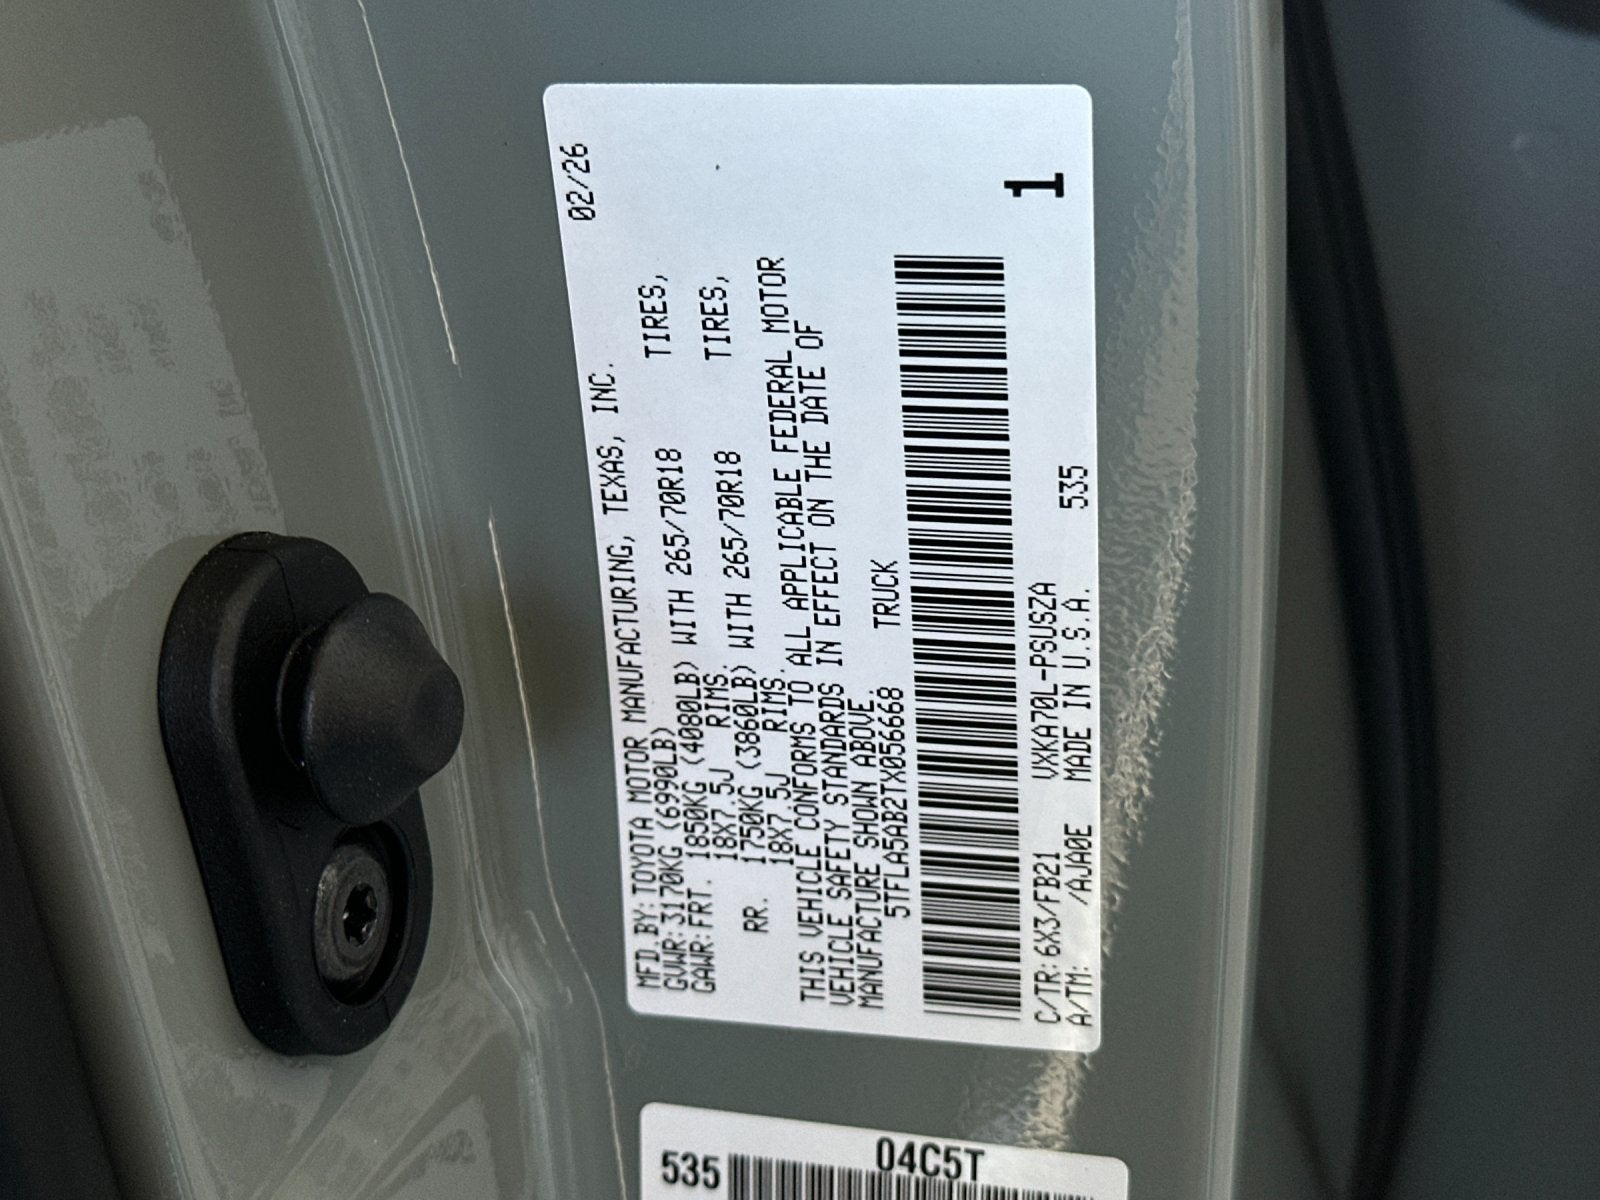 02/26
MFD.BY:TOYOTA MOTOR MANUFACTURING, TEXAS, INC.
GVWR:3170KG (6990LB)
GAWR:FRT. 1850KG (4080LB) WITH 265/70R18 TIRES,
18X7.5J RIMS.
RR. 1750KG (3860LB) WITH 265/70R18 TIRES,
18X7.5J RIMS.
THIS VEHICLE CONFORMS TO ALL APPLICABLE FEDERAL MOTOR
VEHICLE SAFETY STANDARDS IN EFFECT ON THE DATE OF
MANUFACTURE SHOWN ABOVE.
5TFLA5AB2TX056668 TRUCK
1
C/TR:6X3/FB21 VXKA70L-PSUSZA
A/TM: /AJA0E MADE IN U.S.A. 535
535
04C5T